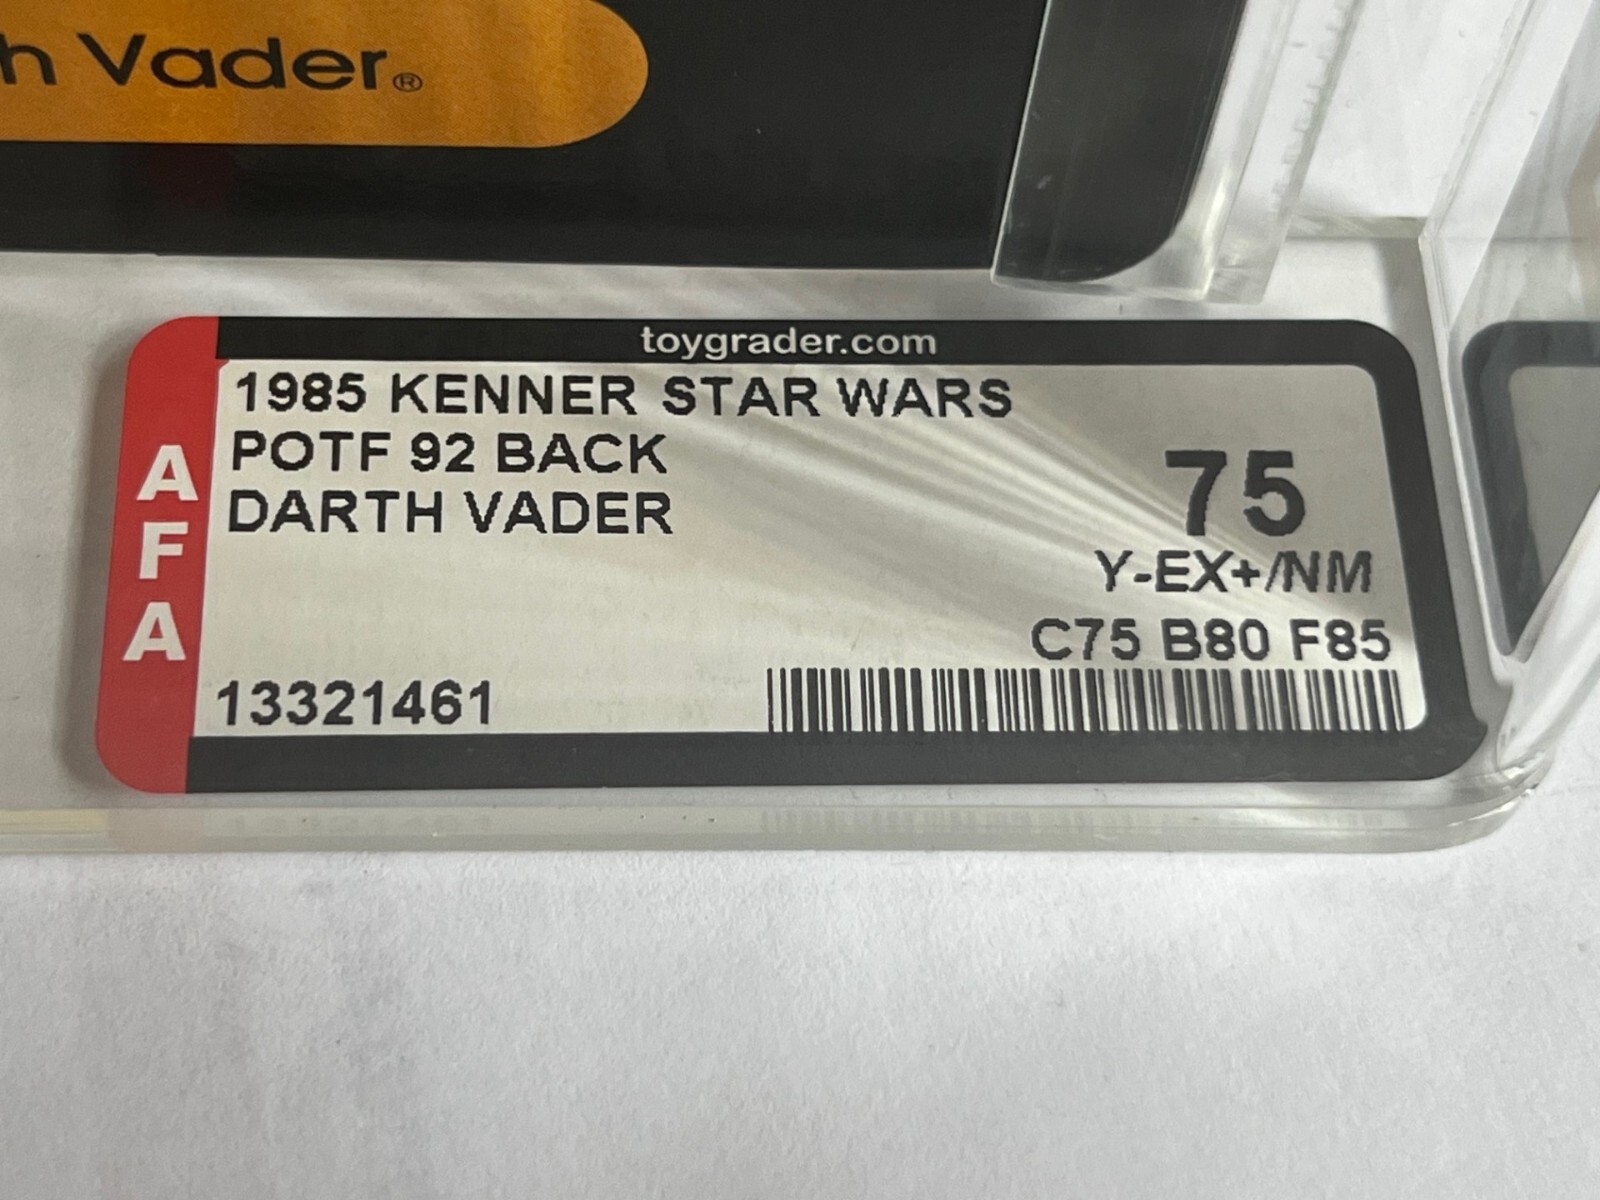 h Vader®
toygrader.com
1985 KENNER STAR WARS
POTF 92 BACK
DARTH VADER
75
Y-EX+/NM
C75 B80 F85
13321461
AFA